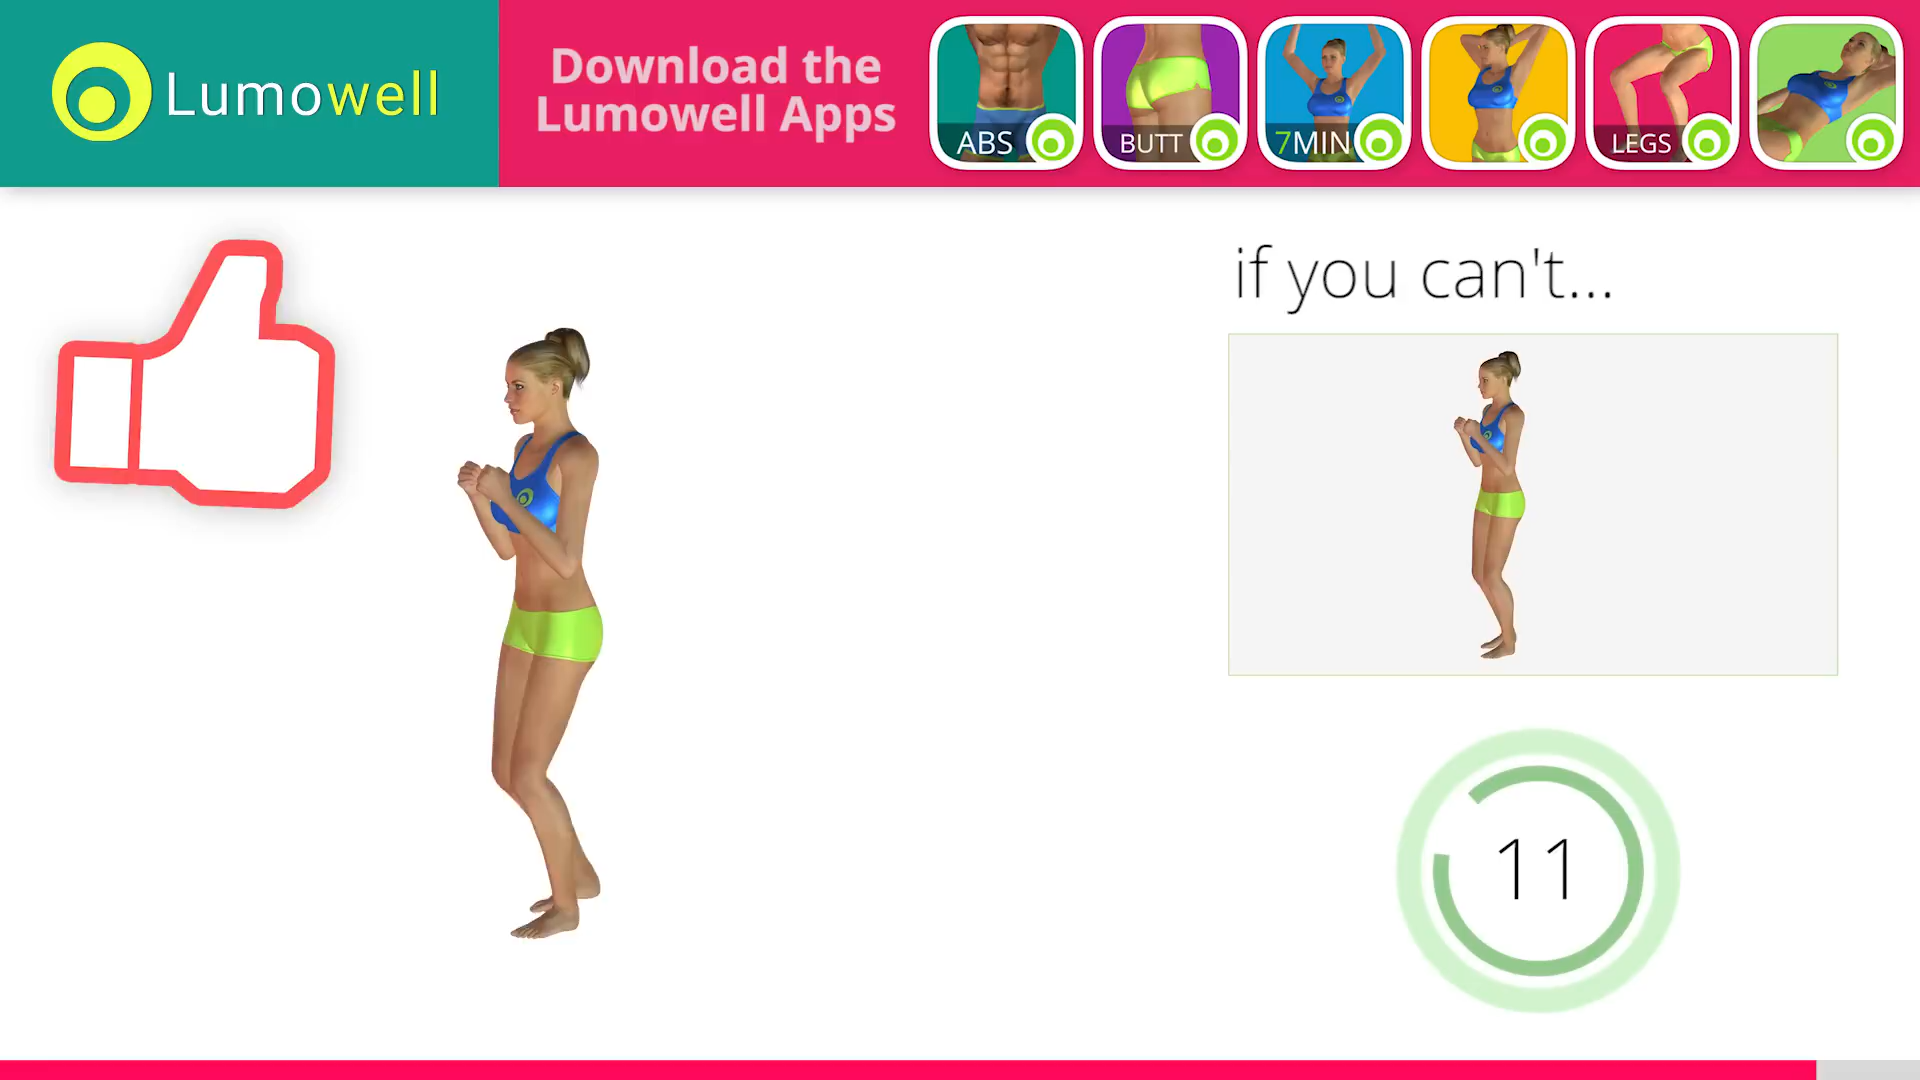 Lumowell
Download the
Lumowell Apps
ABS
BUTT
7MIN
LEGS
if you can't...
11